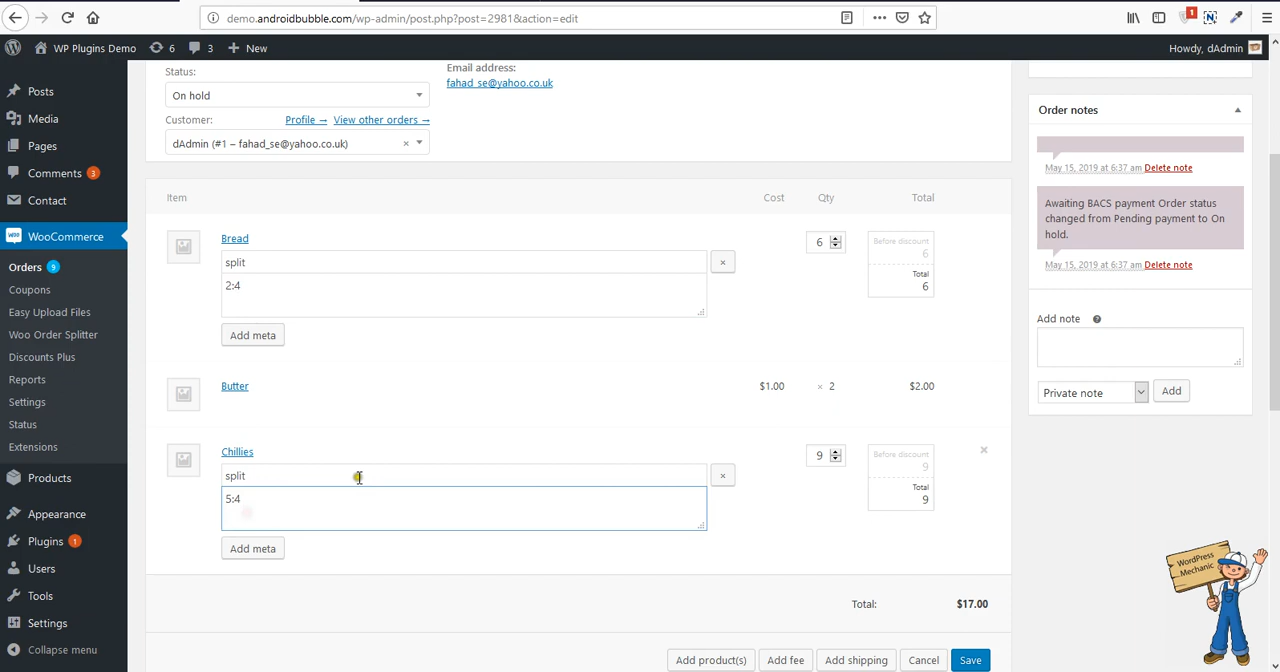 demo.androidbubble.com/wp-admin/post.php?post=2981&action=edit
1
WP Plugins Demo
6
3
New
Howdy, dAdmin
Posts
Media
Pages
Comments 3
Contact
WooCommerce
Orders 9
Coupons
Easy Upload Files
Woo Order Splitter
Discounts Plus
Reports
Settings
Status
Extensions
Products
Appearance
Plugins 1
Users
Tools
Settings
Collapse menu
Status:
On hold
Customer:
Profile →
View other orders →
dAdmin (#1 – fahad_se@yahoo.co.uk)
×
Email address:
fahad_se@yahoo.co.uk
Item
Cost
Qty
Total
Bread
split
×
2:4
Add meta
6
Before discount
6
Total
6
Butter
$1.00
× 2
$2.00
Chillies
split
×
5:4
Add meta
9
Before discount
9
Total
9
×
Total:
$17.00
Add product(s)
Add fee
Add shipping
Cancel
Save
Order notes
May 15, 2019 at 6:37 am Delete note
Awaiting BACS payment Order status
changed from Pending payment to On
hold.
May 15, 2019 at 6:37 am Delete note
Add note
Private note
Add
WordPress
Mechanic